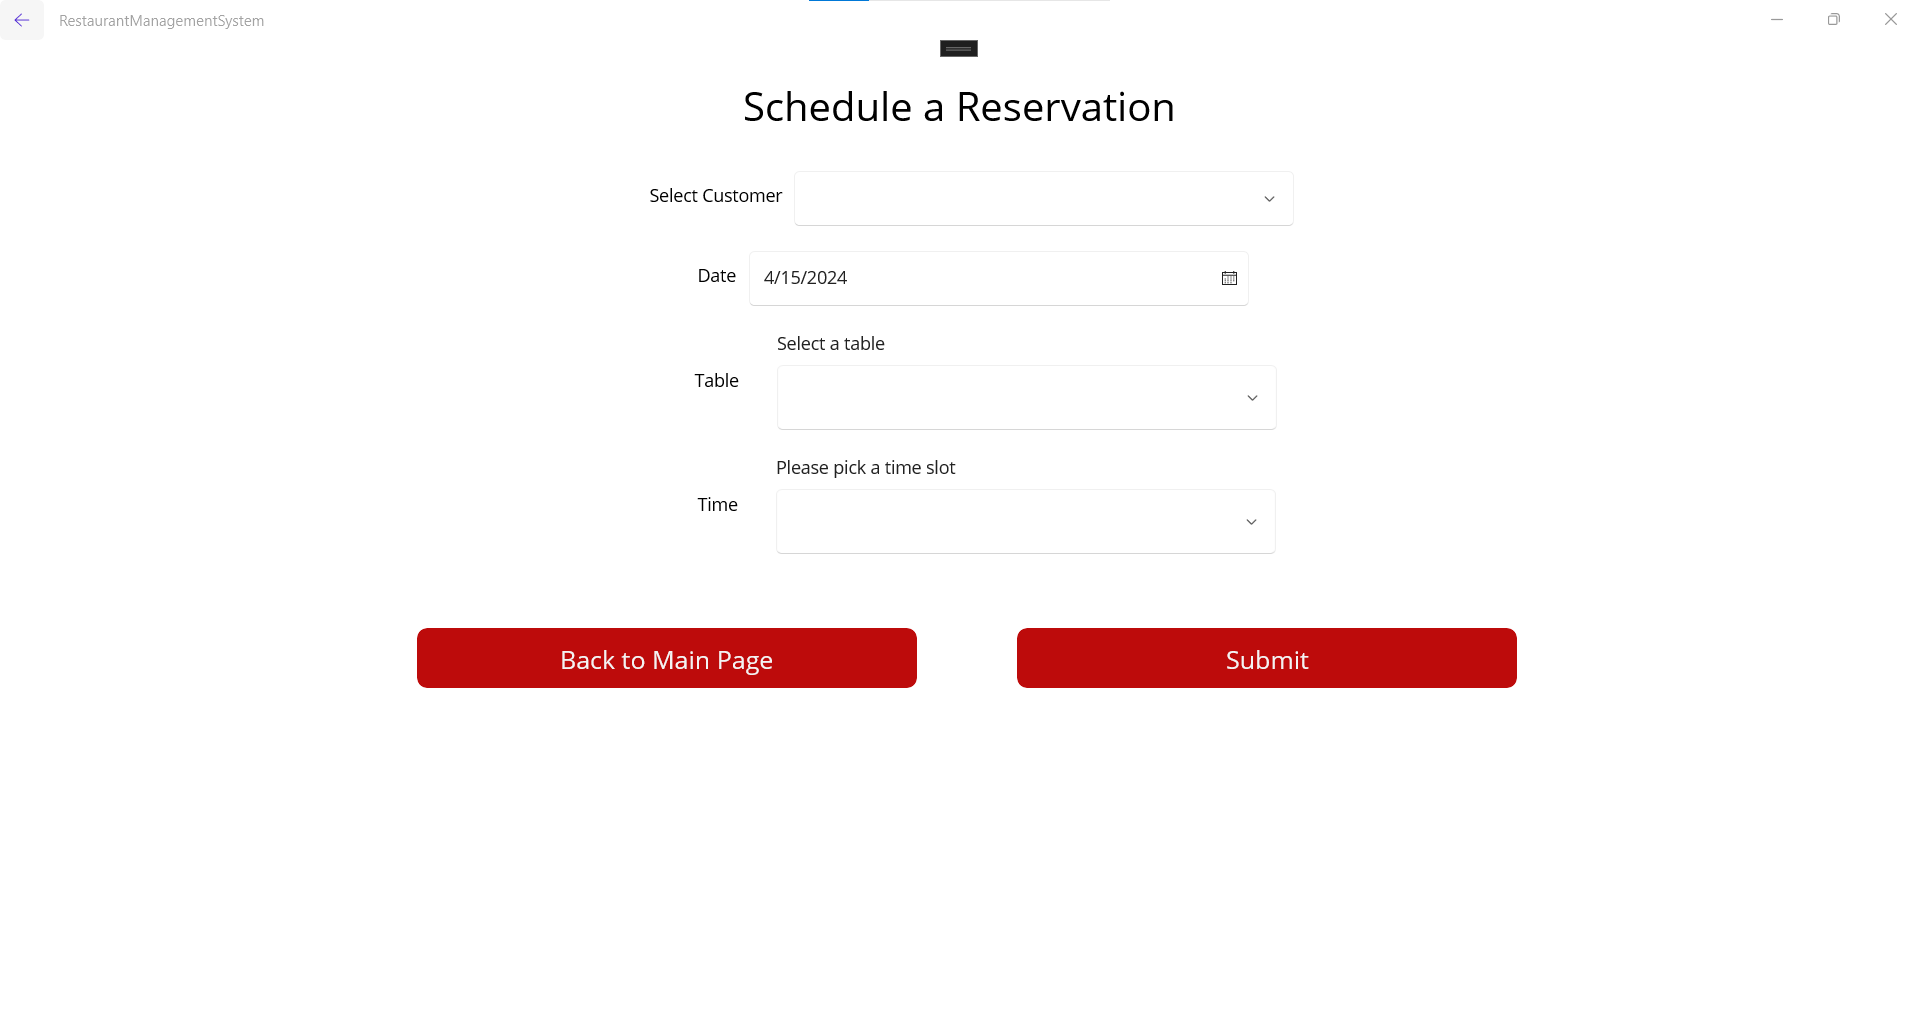 RestaurantManagementSystem
Schedule a Reservation
Select Customer
Date 4/15/2024
Select a table
Table
Please pick a time slot
Time
Back to Main Page
Submit